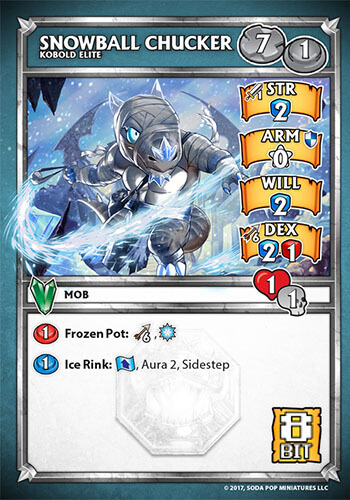 SNOWBALL CHUCKER 7 1
KOBOLD ELITE
STR
2
ARM
0
WILL
2
6 DEX
2 1
1 1
MOB
1 Frozen Pot: 6,
1 Ice Rink: , Aura 2, Sidestep
8
BIT
© 2017, SODA POP MINIATURES LLC